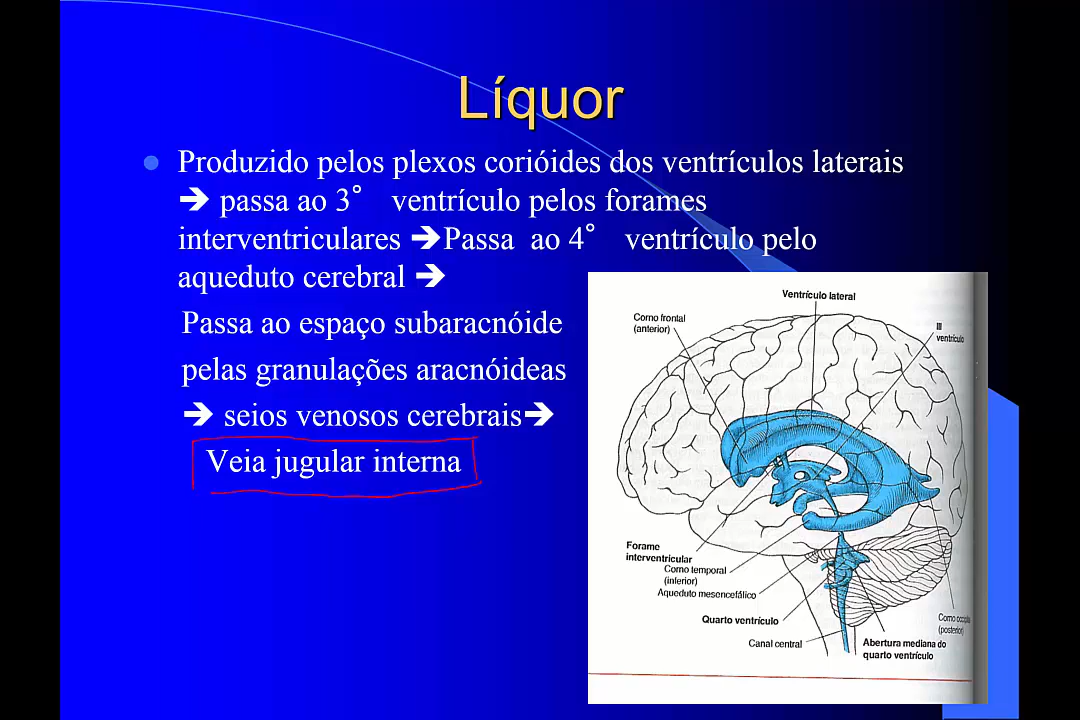 Líquor
Produzido pelos plexos corióides dos ventrículos laterais
➔ passa ao 3° ventrículo pelos forames
interventriculares ➔Passa ao 4° ventrículo pelo
aqueduto cerebral ➔
Passa ao espaço subaracnóide
pelas granulações aracnóideas
➔ seios venosos cerebrais➔
Veia jugular interna
Ventrículo lateral
Corno frontal
(anterior)
III
ventrículo
Forame
interventricular
Corno temporal
(inferior)
Aqueduto mesencefálico
Quarto ventrículo
Canal central
Corno
(posterior)
Abertura mediana do
quarto ventrículo